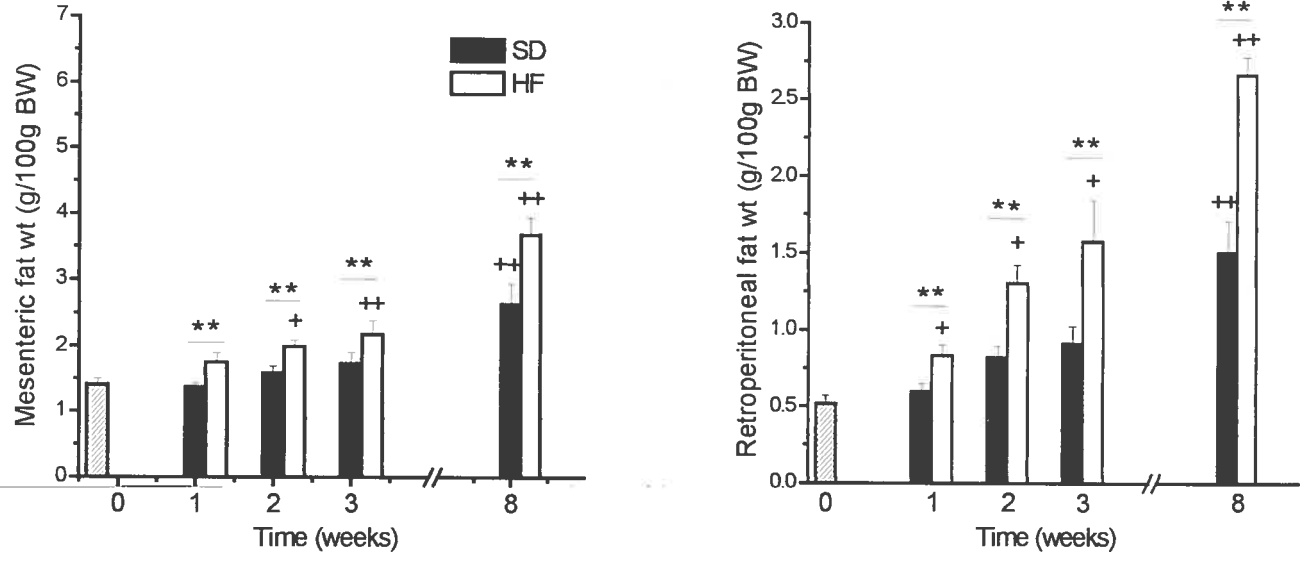 Mesenteric fat wt (g/100g BW)
7
6
5
4
3
2
1
0
SD
HF
**
** +
** ++
++ ** ++
0 1 2 3 8
Time (weeks)
Retroperitoneal fat wt (g/100g BW)
3.0
2.5
2.0
1.5
1.0
0.5
0.0
** +
** +
** +
++ ** ++
0 1 2 3 8
Time (weeks)